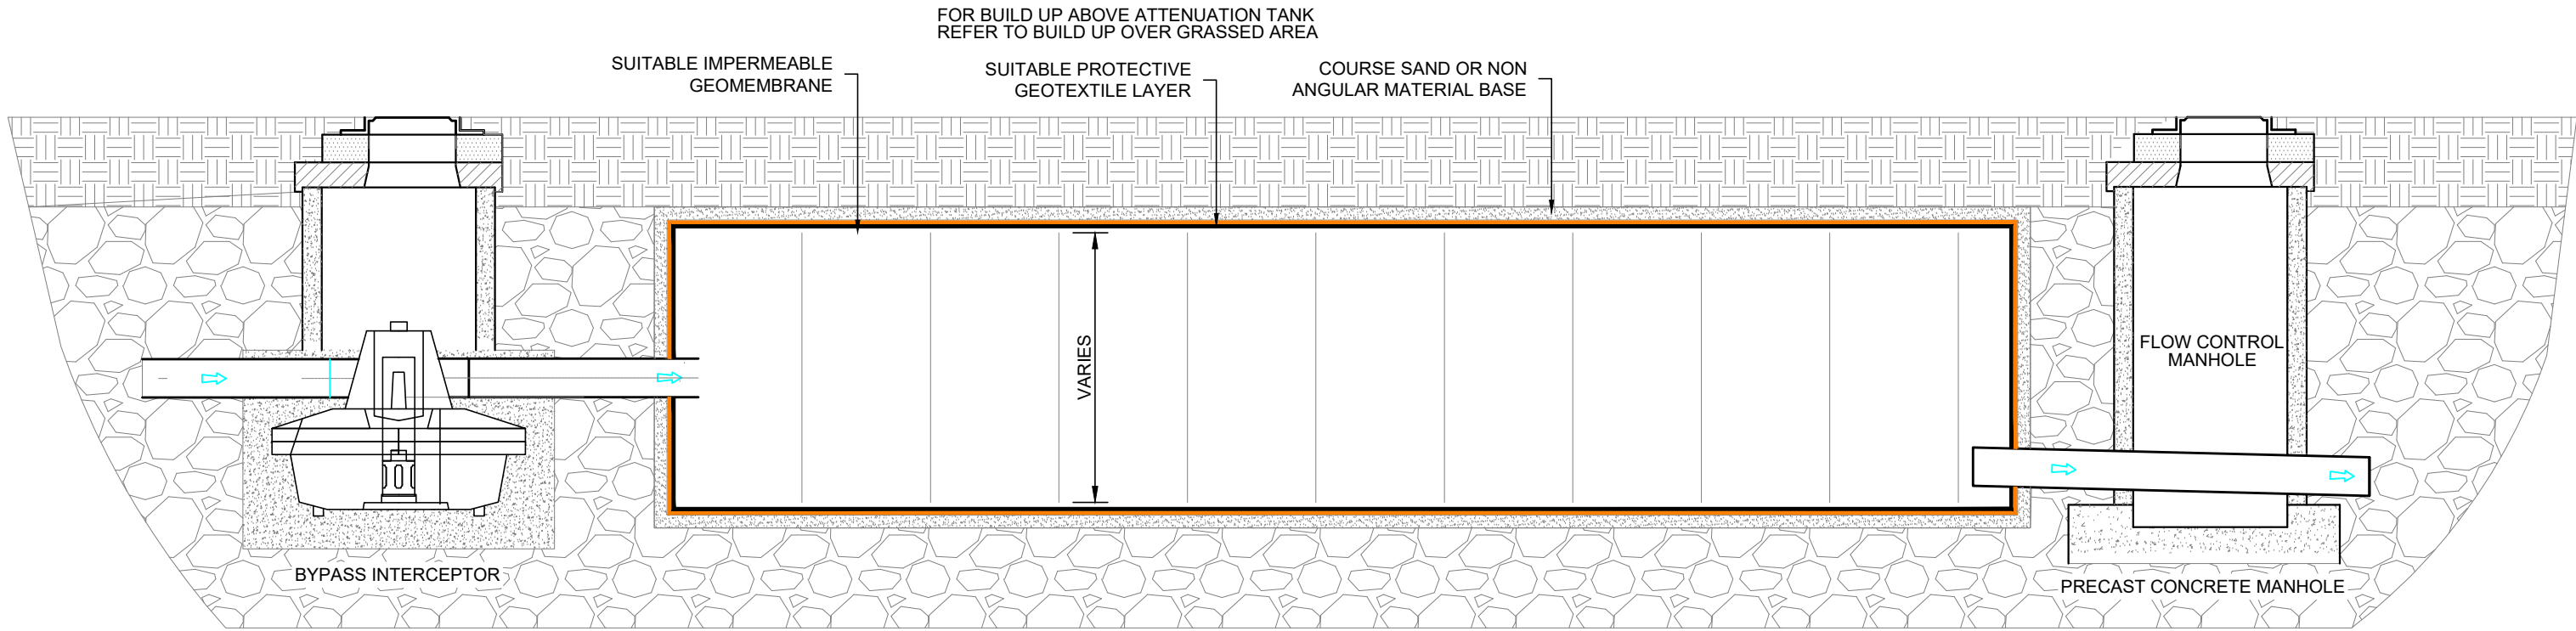 FOR BUILD UP ABOVE ATTENUATION TANK
REFER TO BUILD UP OVER GRASSED AREA
SUITABLE IMPERMEABLE
GEOMEMBRANE
SUITABLE PROTECTIVE
GEOTEXTILE LAYER
COURSE SAND OR NON
ANGULAR MATERIAL BASE
VARIES
FLOW CONTROL
MANHOLE
BYPASS INTERCEPTOR
PRECAST CONCRETE MANHOLE